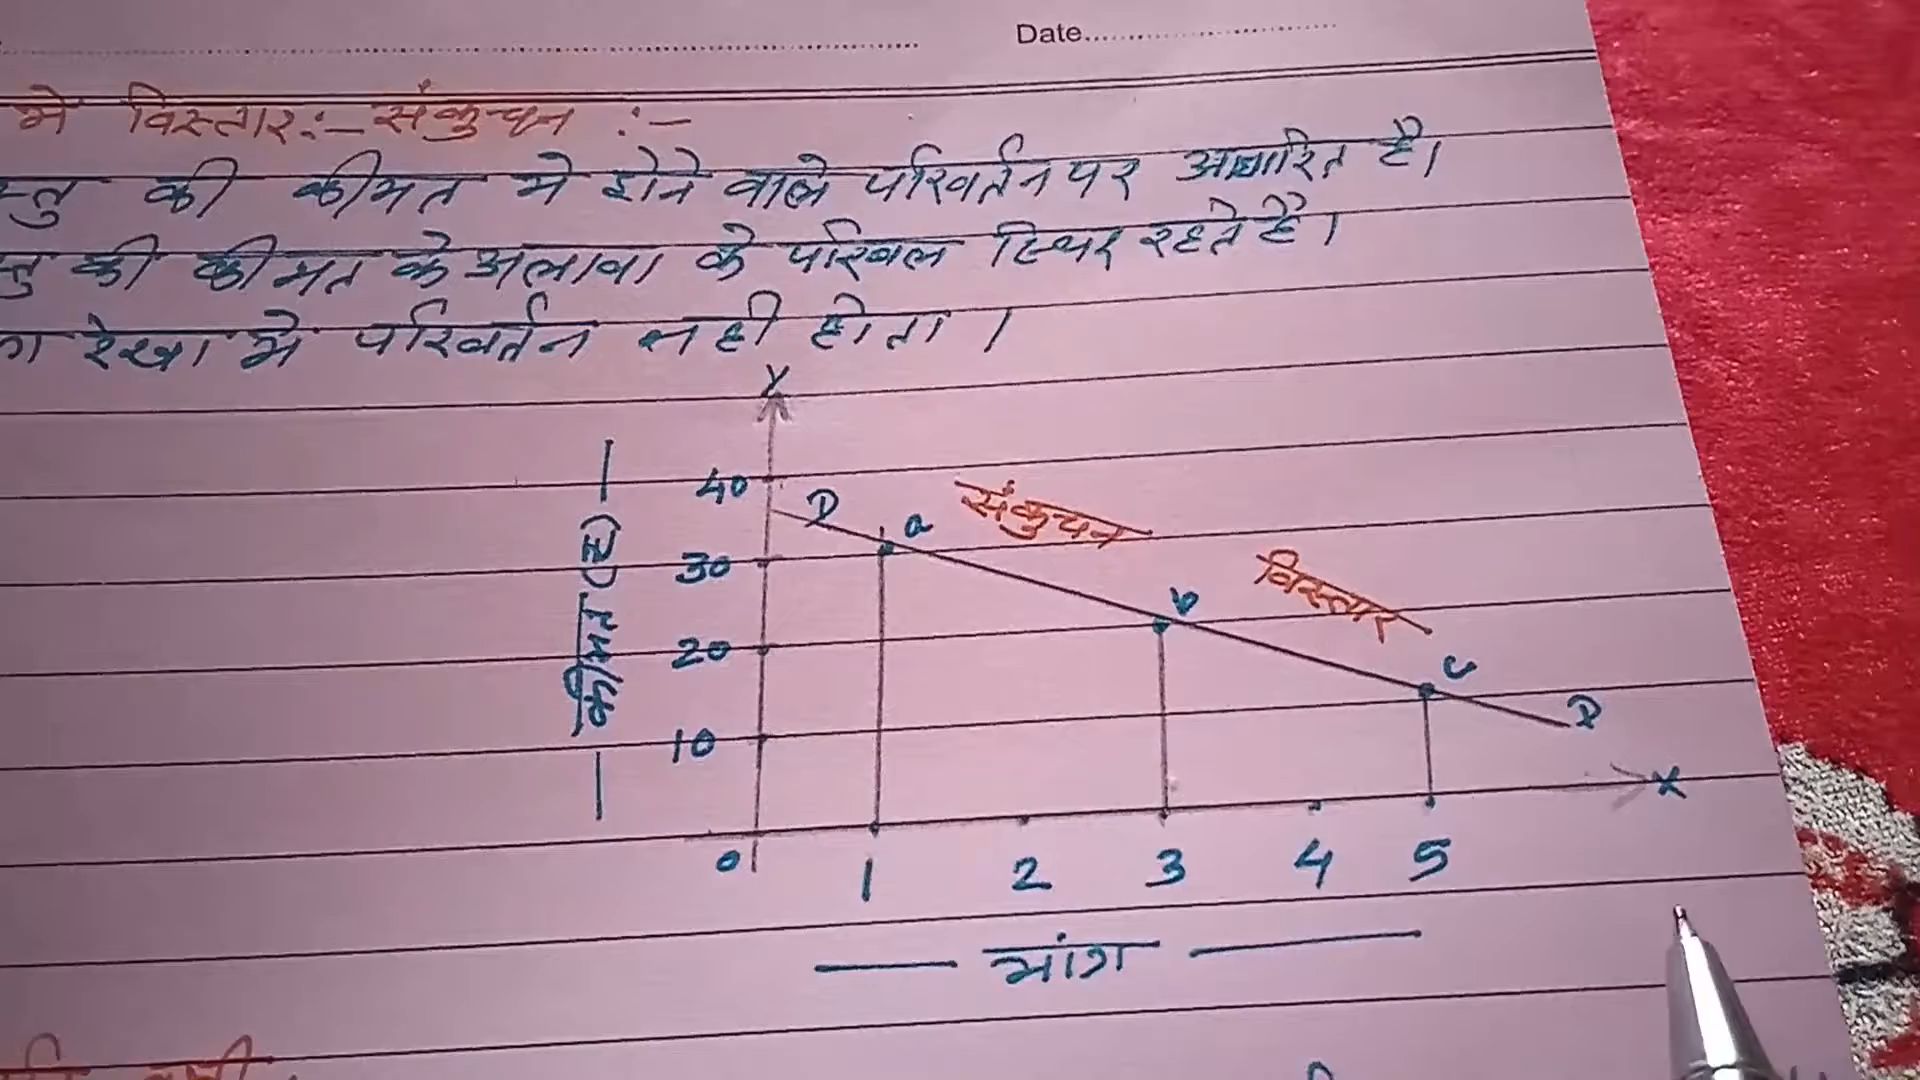 Date
में विस्तार :- संकुचन :-
स्तु की कीमत में होने वाले परिवर्तन पर आधारित है।
स्तु की कीमत के अलावा के परिबल स्थिर रहते है।
रेखा में परिवर्तन नही होता।
Y
40
D a संकुचन
30
b विस्तार
20
c
D
10
X
कीमत (₹)
0 1 2 3 4 5
मांग